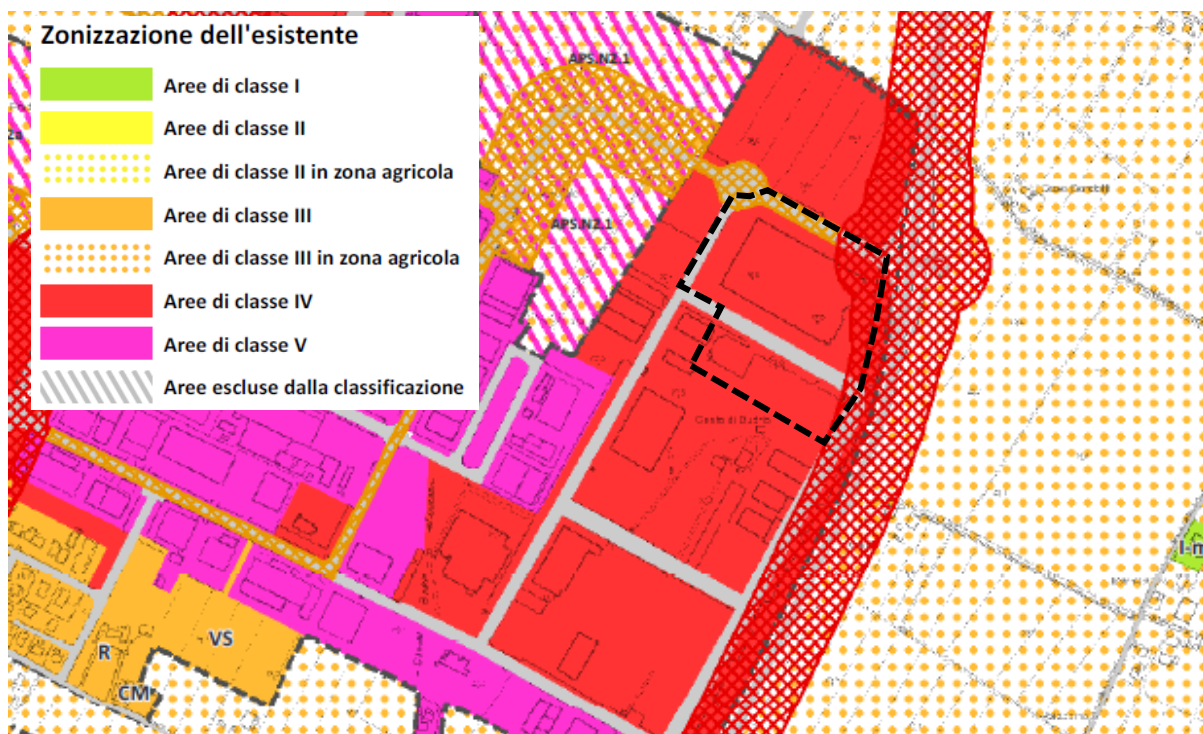 Zonizzazione dell'esistente
Aree di classe I
Aree di classe II
Aree di classe II in zona agricola
Aree di classe III
Aree di classe III in zona agricola
Aree di classe IV
Aree di classe V
Aree escluse dalla classificazione
APS.N2.1
APS.N2.1
R
VS
CM